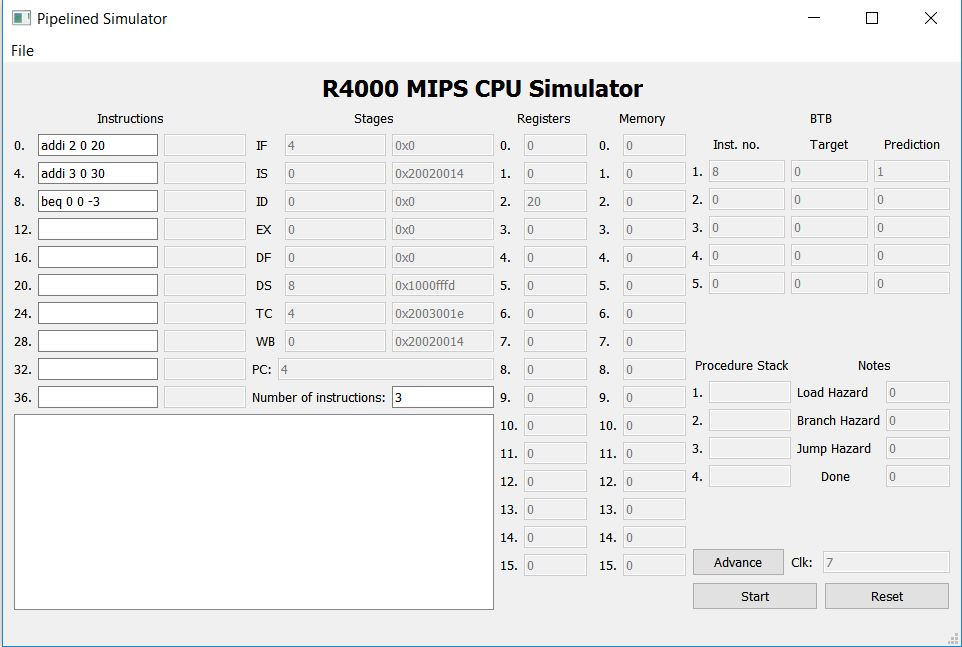 Pipelined Simulator
File
R4000 MIPS CPU Simulator
Instructions Stages Registers Memory BTB
Inst. no. Target Prediction
0. addi 2 0 20 IF 4 0x0 0. 0 0. 0
4. addi 3 0 30 IS 0 0x20020014 1. 0 1. 0 1. 8 0 1
8. beq 0 0 -3 ID 0 0x0 2. 20 2. 0 2. 0 0 0
12. EX 0 0x0 3. 0 3. 0 3. 0 0 0
16. DF 0 0x0 4. 0 4. 0 4. 0 0 0
20. DS 8 0x1000fffd 5. 0 5. 0 5. 0 0 0
24. TC 4 0x2003001e 6. 0 6. 0
28. WB 0 0x20020014 7. 0 7. 0
32. PC: 4 8. 0 8. 0 Procedure Stack Notes
36. Number of instructions: 3 9. 0 9. 0 1. Load Hazard 0
10. 0 10. 0 2. Branch Hazard 0
11. 0 11. 0 3. Jump Hazard 0
12. 0 12. 0 4. Done 0
13. 0 13. 0
14. 0 14. 0
15. 0 15. 0 Advance Clk: 7
Start Reset